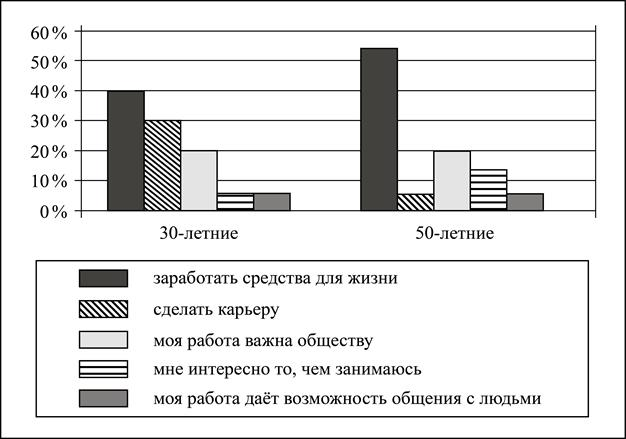 60 %
50 %
40 %
30 %
20 %
10 %
0 %
30-летние 50-летние
заработать средства для жизни
сделать карьеру
моя работа важна обществу
мне интересно то, чем занимаюсь
моя работа даёт возможность общения с людьми